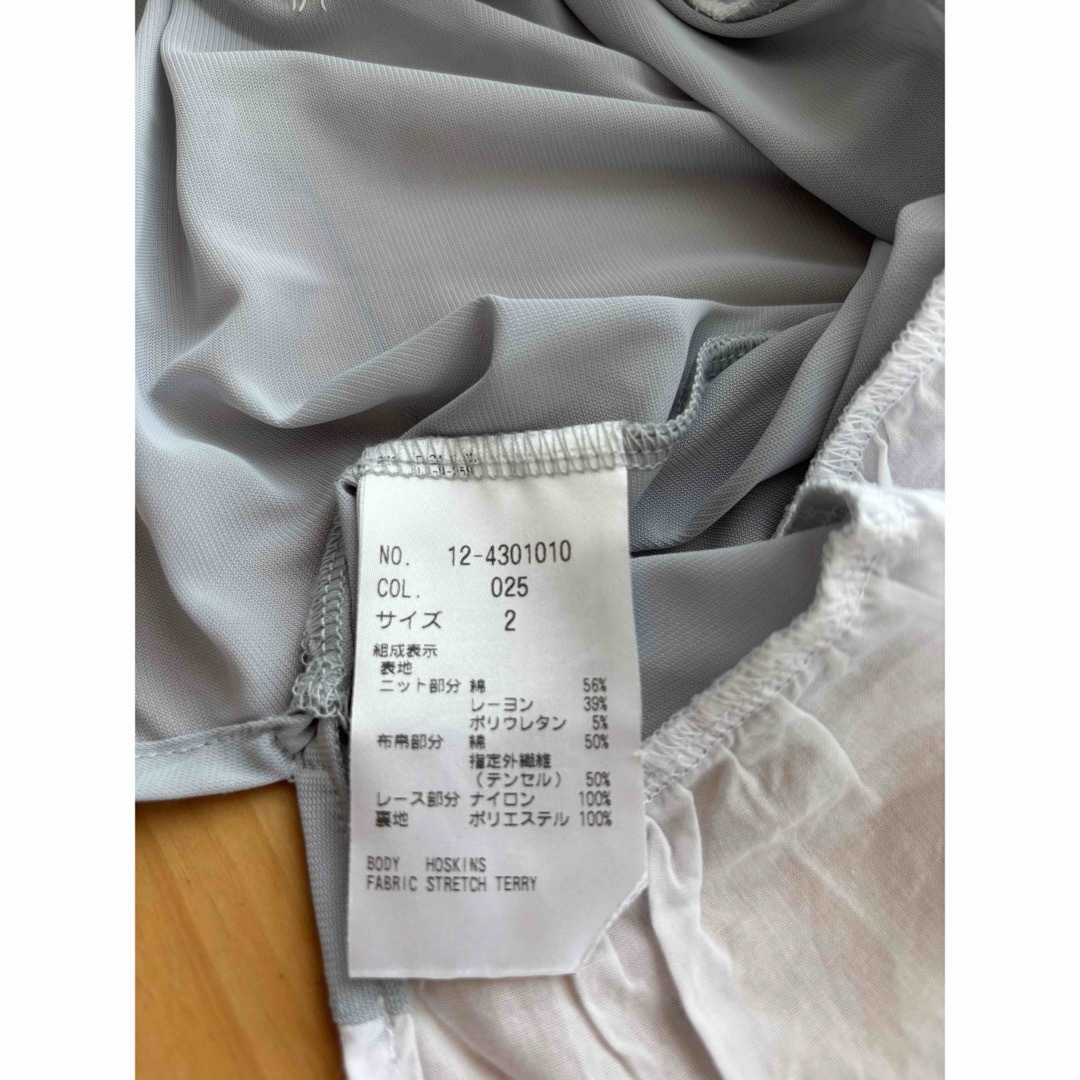 NO. 12-4301010
COL. 025
サイズ 2
組成表示
表地
ニット部分 綿 56%
レーヨン 39%
ポリウレタン 5%
布帛部分 綿 50%
指定外繊維
(テンセル) 50%
レース部分 ナイロン 100%
裏地 ポリエステル 100%
BODY HOSKINS
FABRIC STRETCH TERRY